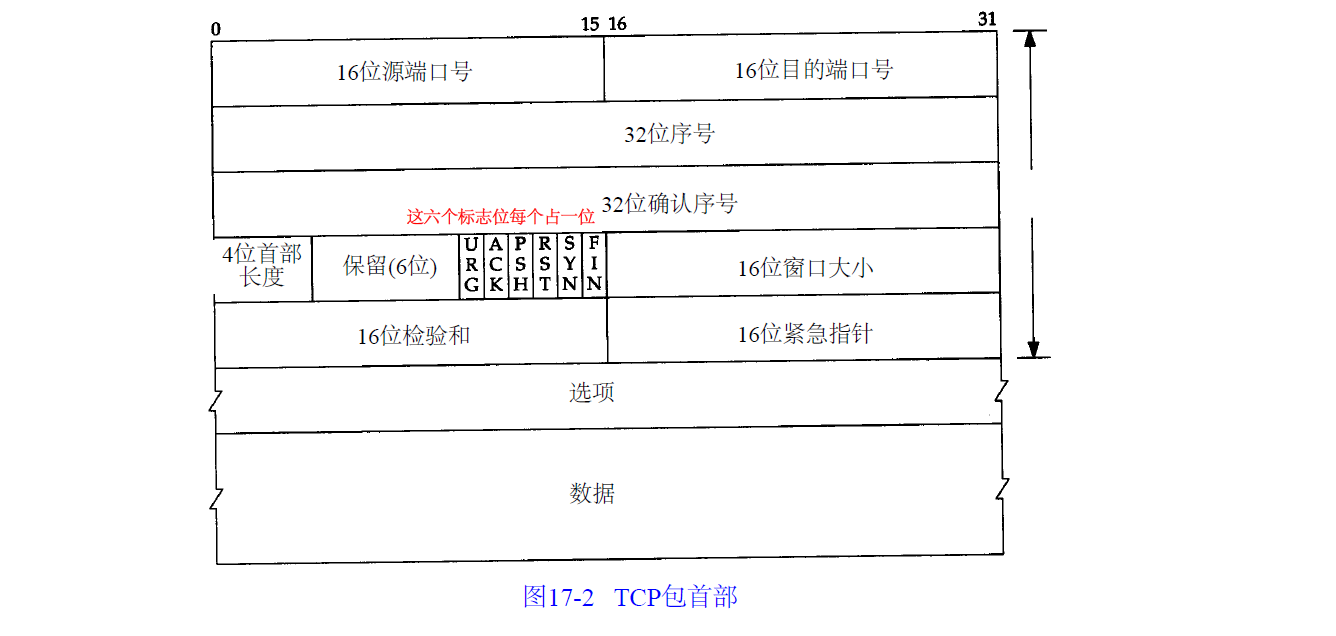 0 15 16 31
16位源端口号 16位目的端口号
32位序号
32位确认序号
这六个标志位每个占一位
4位首部长度 保留(6位) URG ACK PSH RST SYN FIN 16位窗口大小
16位检验和 16位紧急指针
选项
数据
图17-2 TCP包首部